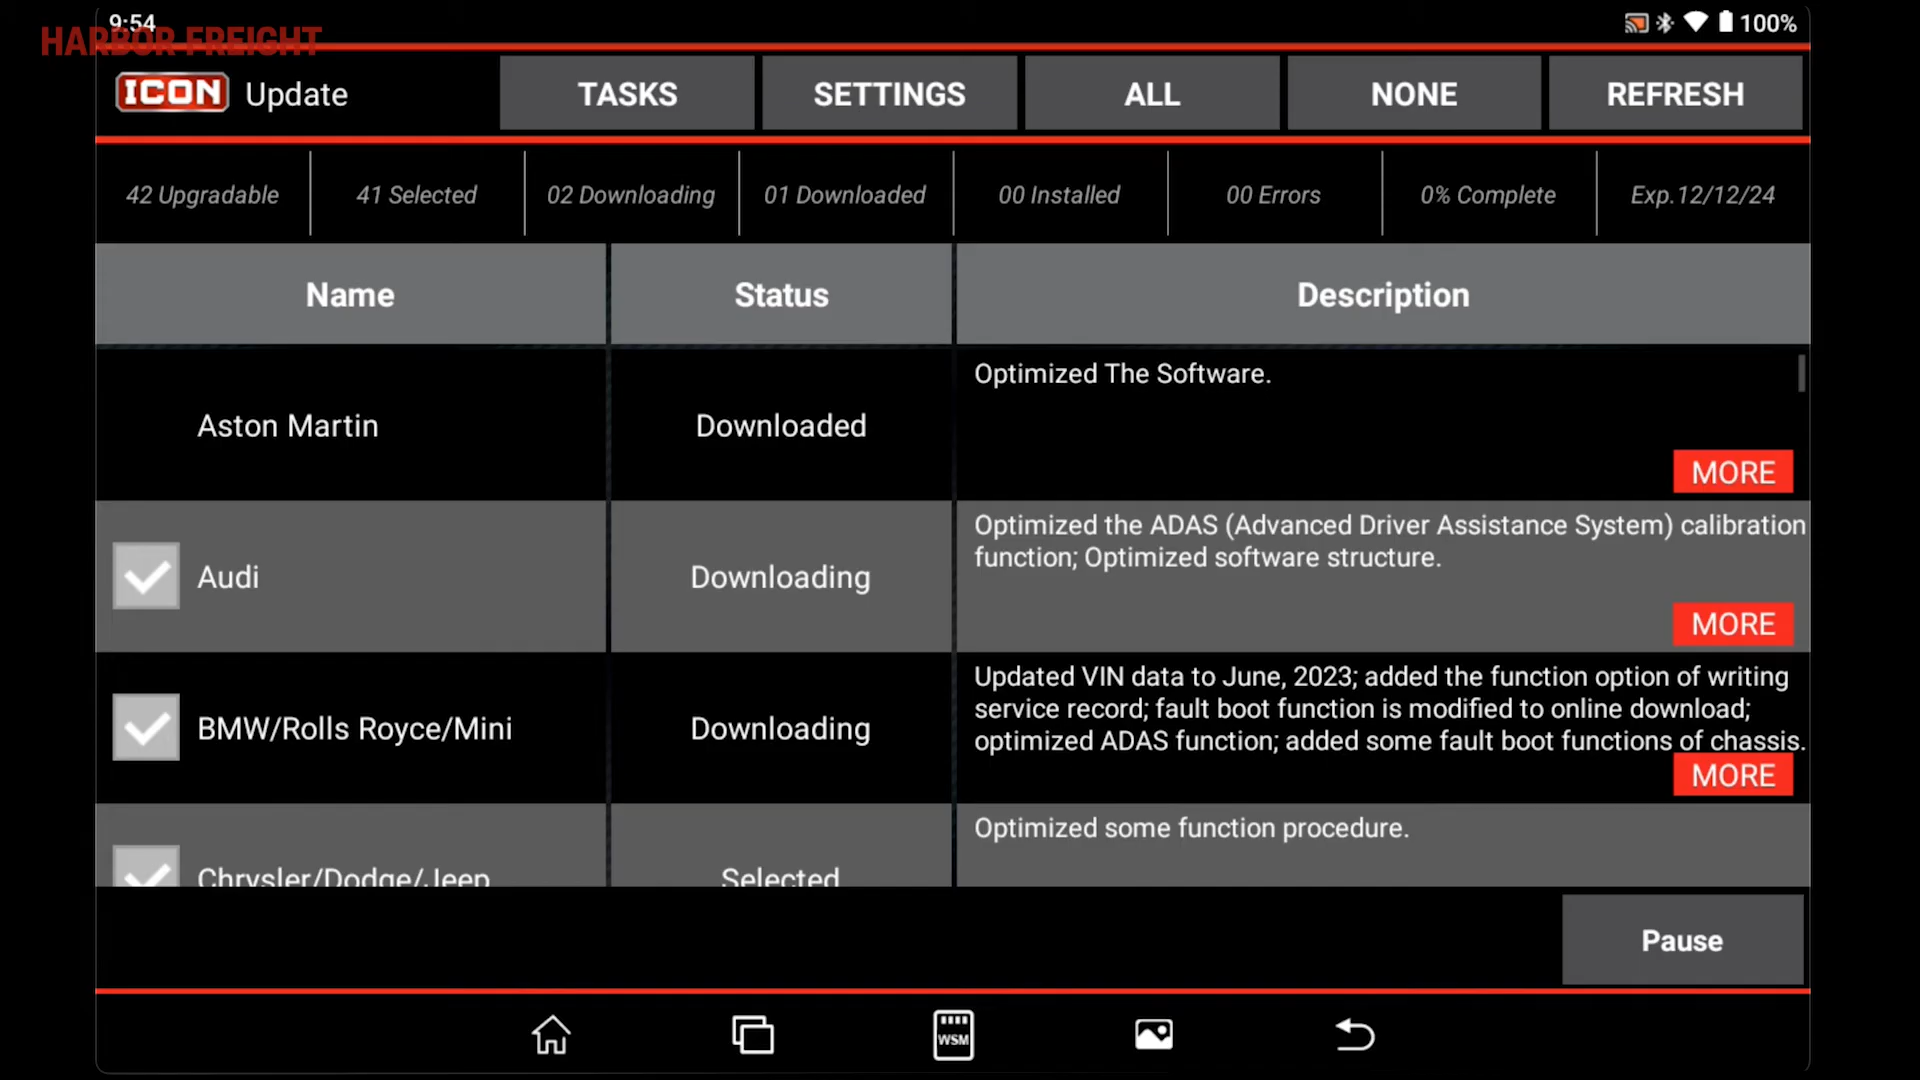 9:54
100%
HARBOR FREIGHT
ICON Update
TASKS
SETTINGS
ALL
NONE
REFRESH
42 Upgradable
41 Selected
02 Downloading
01 Downloaded
00 Installed
00 Errors
0% Complete
Exp.12/12/24
Name
Status
Description
Aston Martin
Downloaded
Optimized The Software.
MORE
Audi
Downloading
Optimized the ADAS (Advanced Driver Assistance System) calibration
function; Optimized software structure.
MORE
BMW/Rolls Royce/Mini
Downloading
Updated VIN data to June, 2023; added the function option of writing
service record; fault boot function is modified to online download;
optimized ADAS function; added some fault boot functions of chassis.
MORE
Chrysler/Dodge/Jeep
Selected
Optimized some function procedure.
Pause
WSM